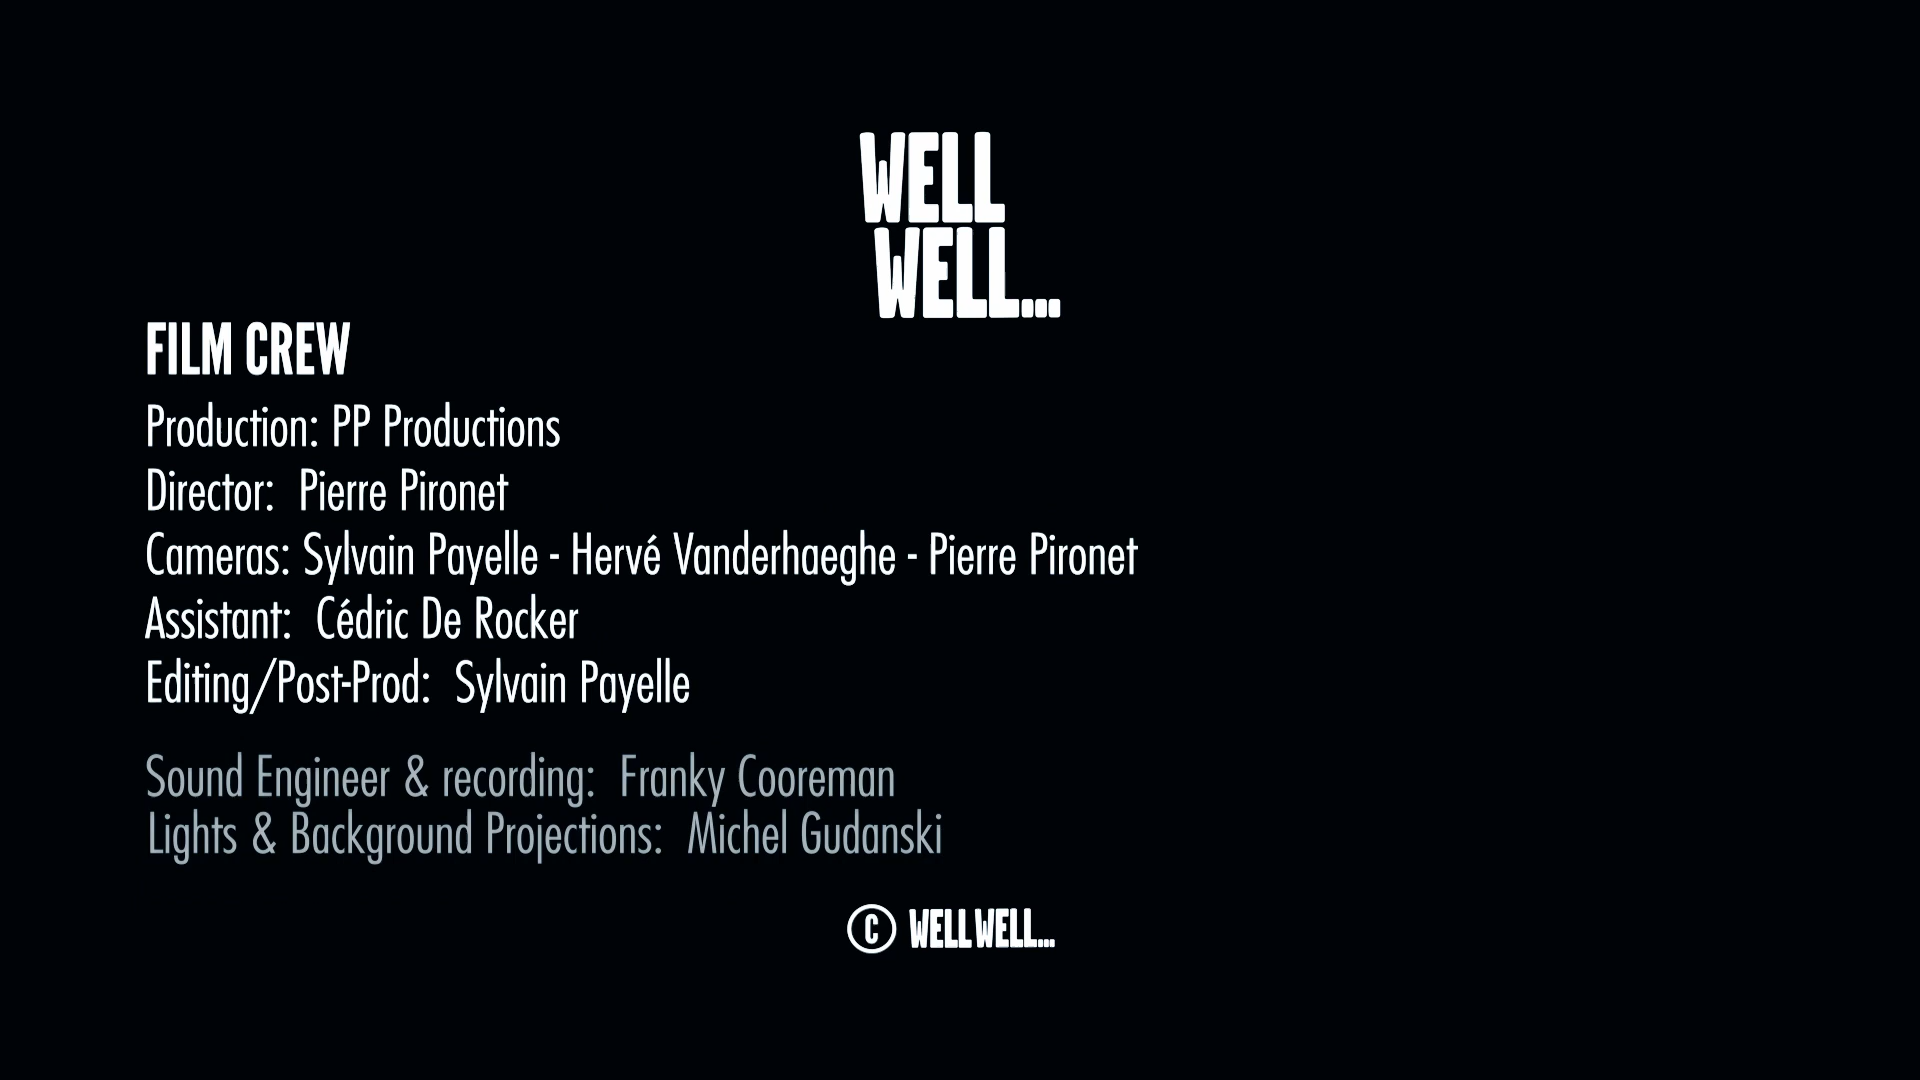 WELL
WELL...
FILM CREW
Production: PP Productions
Director: Pierre Pironet
Cameras: Sylvain Payelle - Hervé Vanderhaeghe - Pierre Pironet
Assistant: Cédric De Rocker
Editing/Post-Prod: Sylvain Payelle
Sound Engineer & recording: Franky Cooreman
Lights & Background Projections: Michel Gudanski
© WELL WELL...